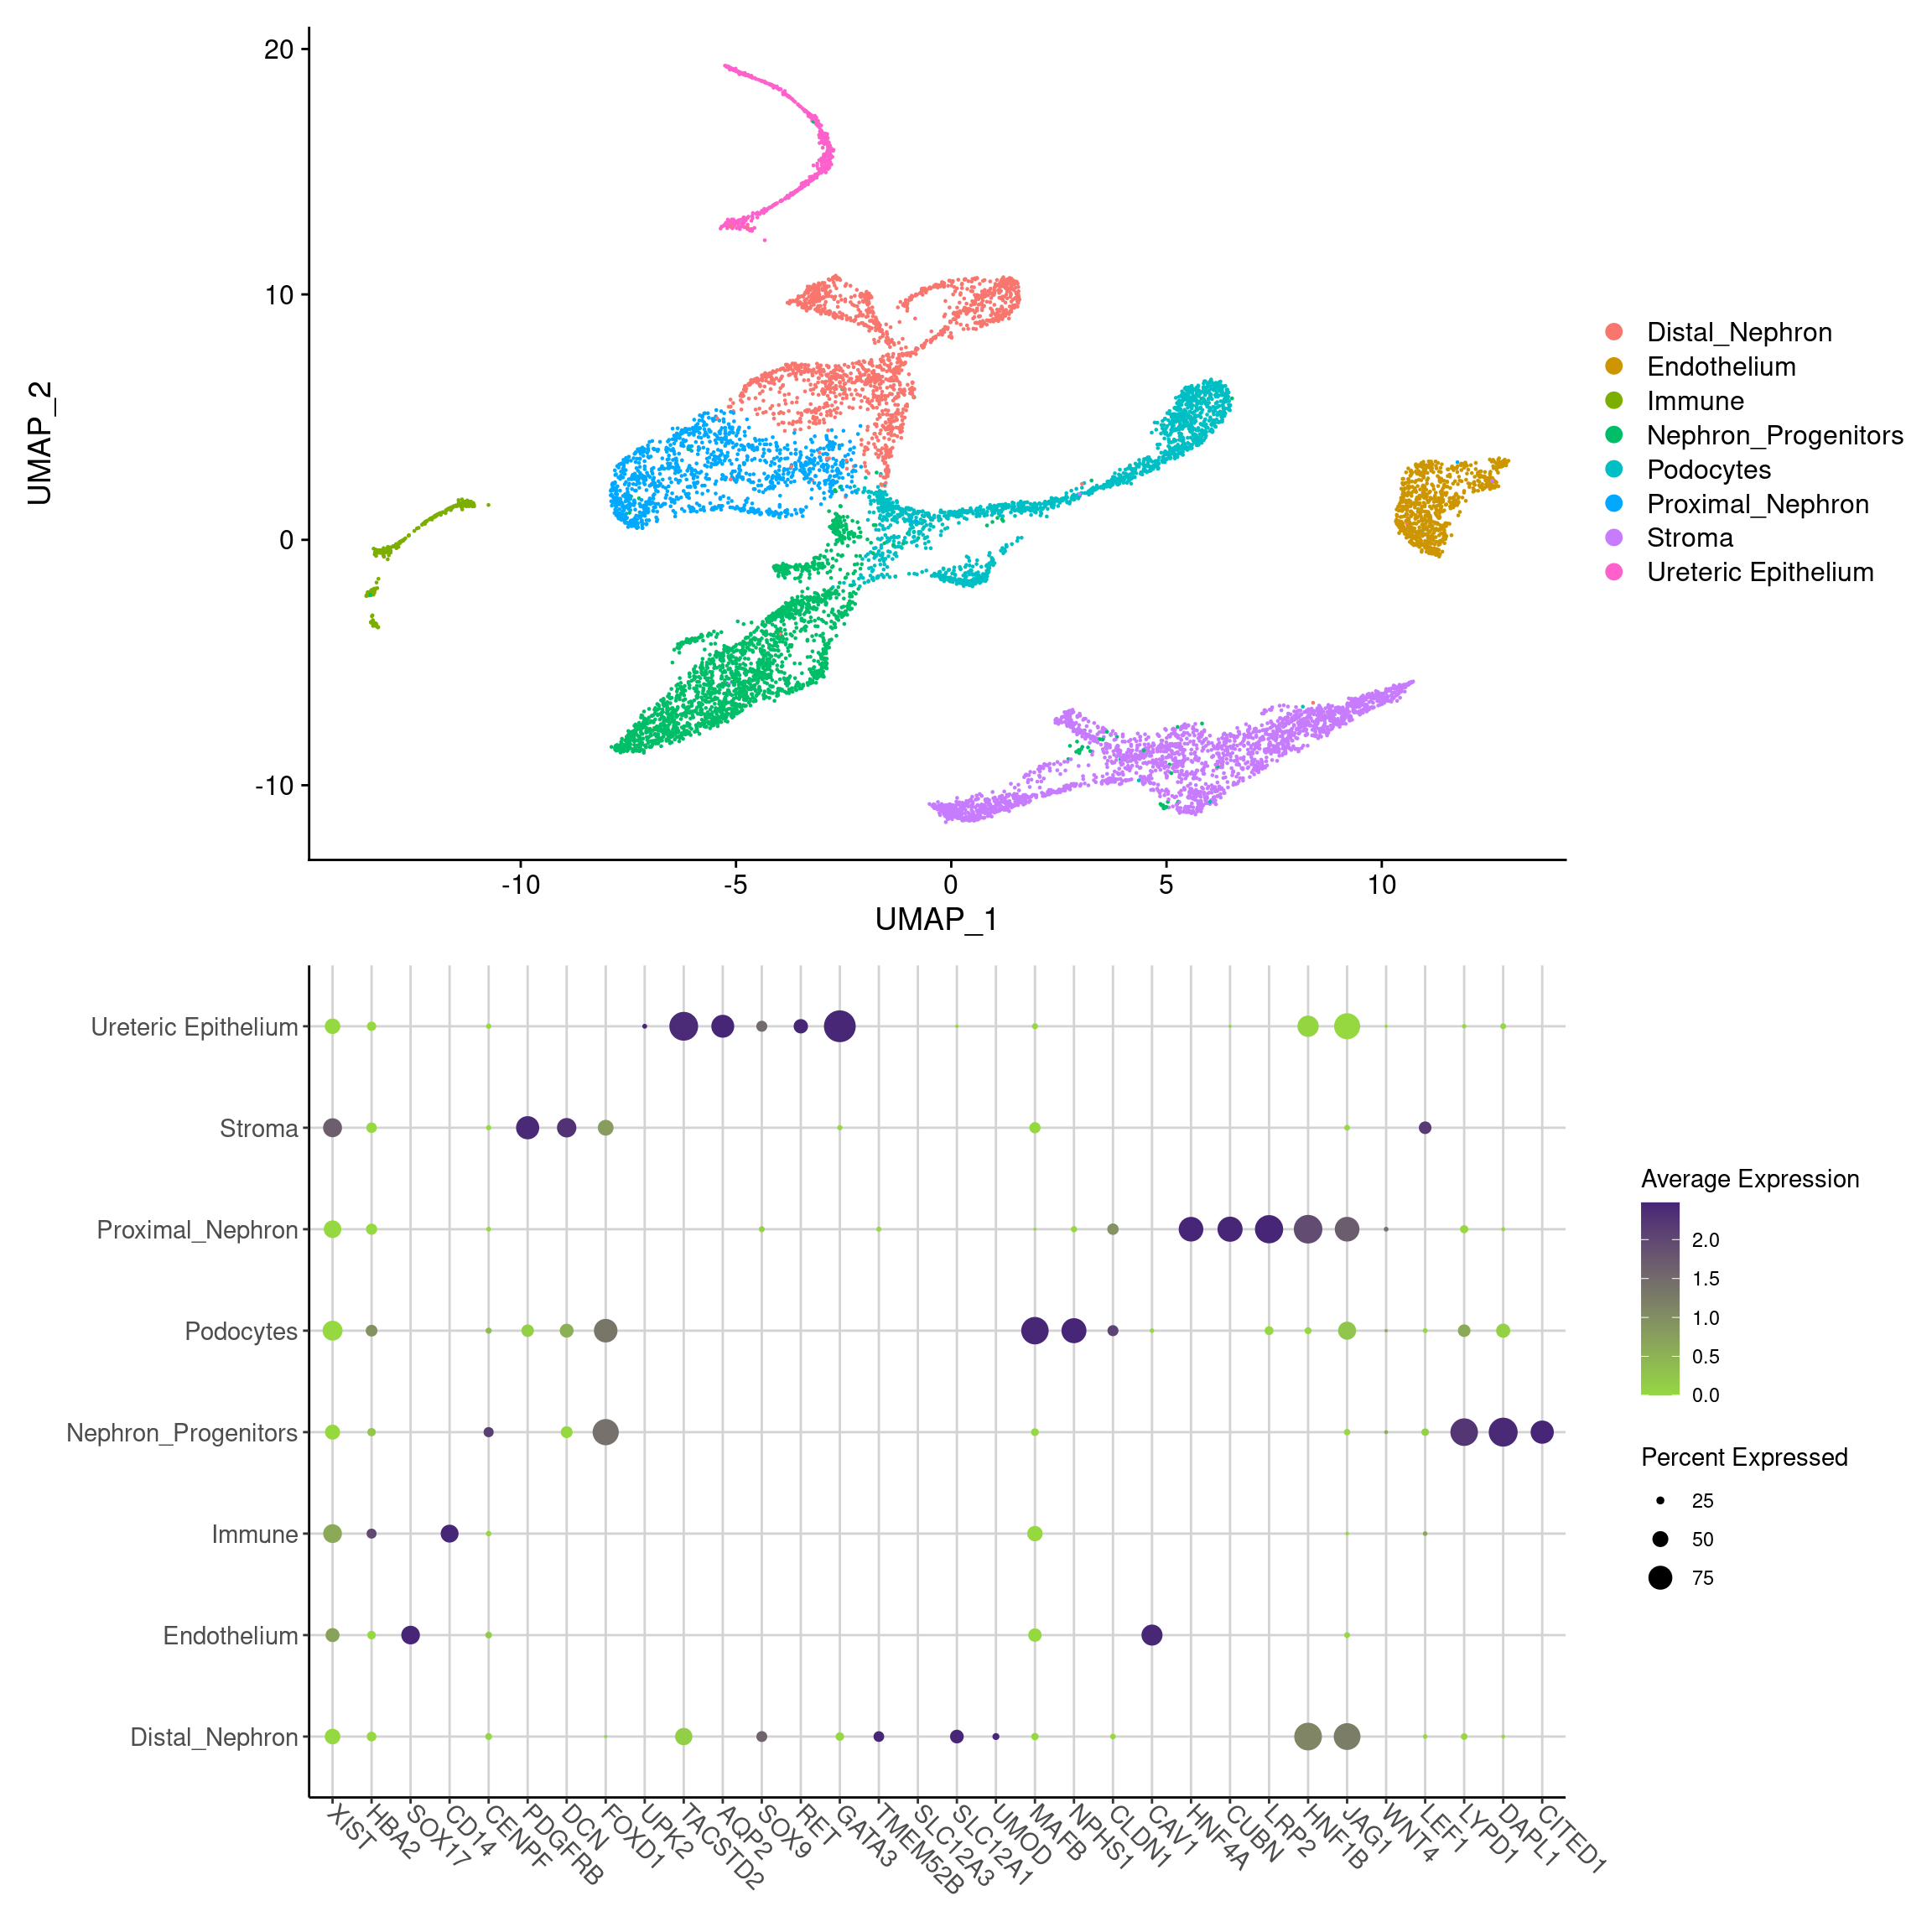 20
10
0
-10
UMAP_2
-10
-5
0
5
10
UMAP_1
Distal_Nephron
Endothelium
Immune
Nephron_Progenitors
Podocytes
Proximal_Nephron
Stroma
Ureteric Epithelium
Ureteric Epithelium
Stroma
Proximal_Nephron
Podocytes
Nephron_Progenitors
Immune
Endothelium
Distal_Nephron
XIST
HBA2
SOX17
CD14
CENPF
PDGFRB
DCN
FOXD1
UPK2
TACSTD2
AQP2
SOX9
RET
GATA3
TMEM52B
SLC12A3
SLC12A1
UMOD
MAFB
NPHS1
CLDN1
CAV1
HNF4A
CUBN
LRP2
HNF1B
JAG1
WNT4
LEF1
LYPD1
DAPL1
CITED1
Average Expression
2.0
1.5
1.0
0.5
0.0
Percent Expressed
25
50
75